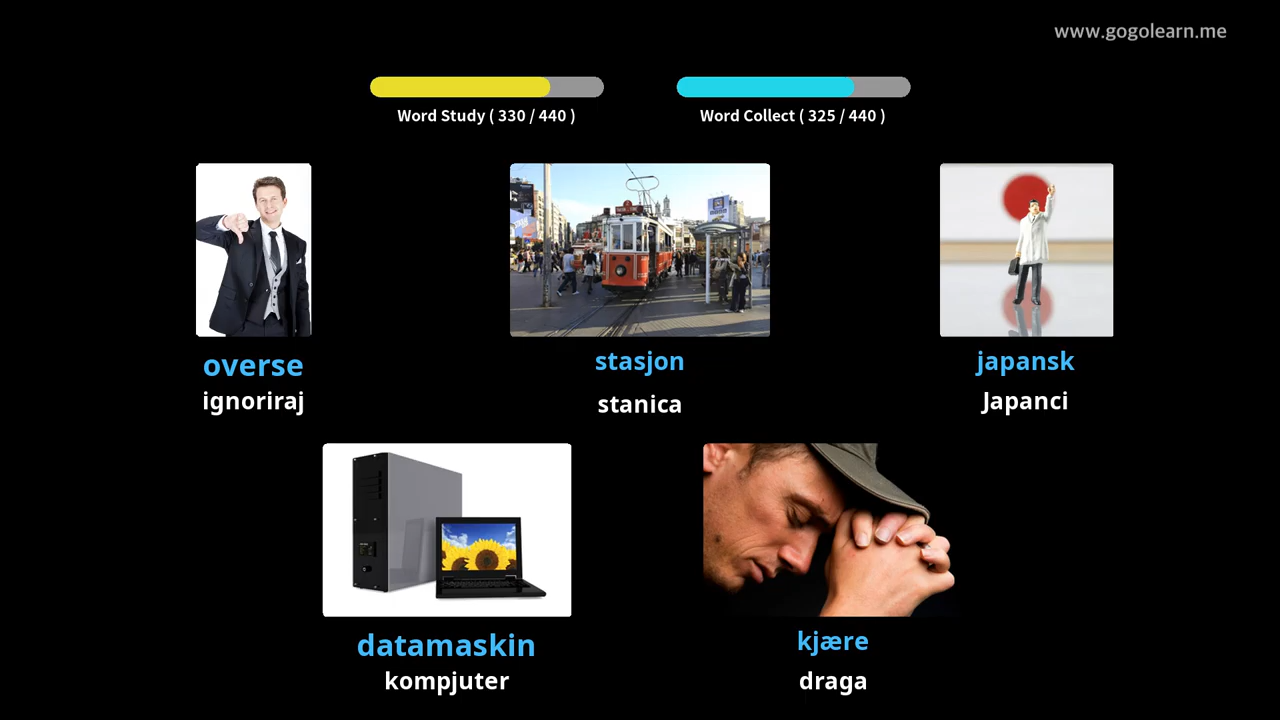 www.gogolearn.me
Word Study ( 330 / 440 )
Word Collect ( 325 / 440 )
overse
ignoriraj
stasjon
stanica
japansk
Japanci
datamaskin
kompjuter
kjære
draga